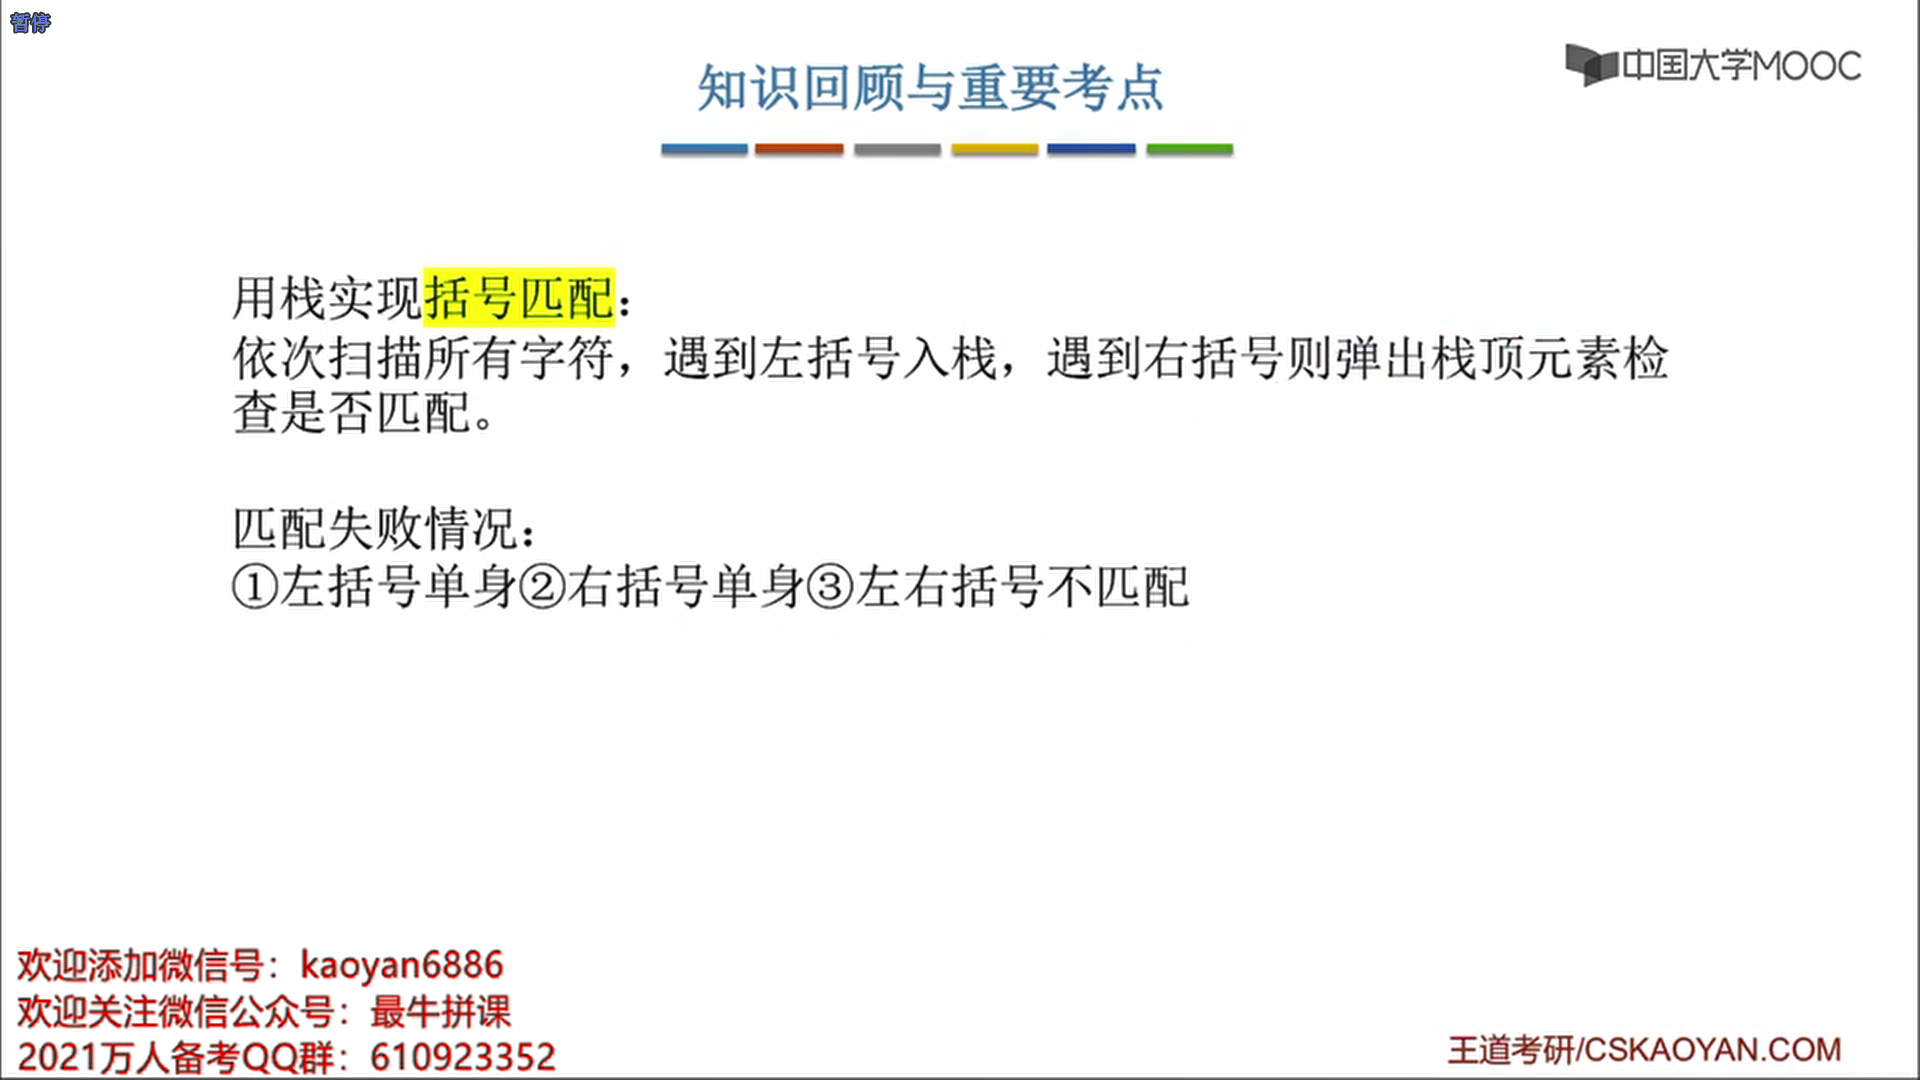 暂停
中国大学MOOC
知识回顾与重要考点
用栈实现括号匹配：
依次扫描所有字符，遇到左括号入栈，遇到右括号则弹出栈顶元素检
查是否匹配。
匹配失败情况：
①左括号单身②右括号单身③左右括号不匹配
欢迎添加微信号：kaoyan6886
欢迎关注微信公众号：最牛拼课
2021万人备考QQ群：610923352
王道考研/CSKAOYAN.COM